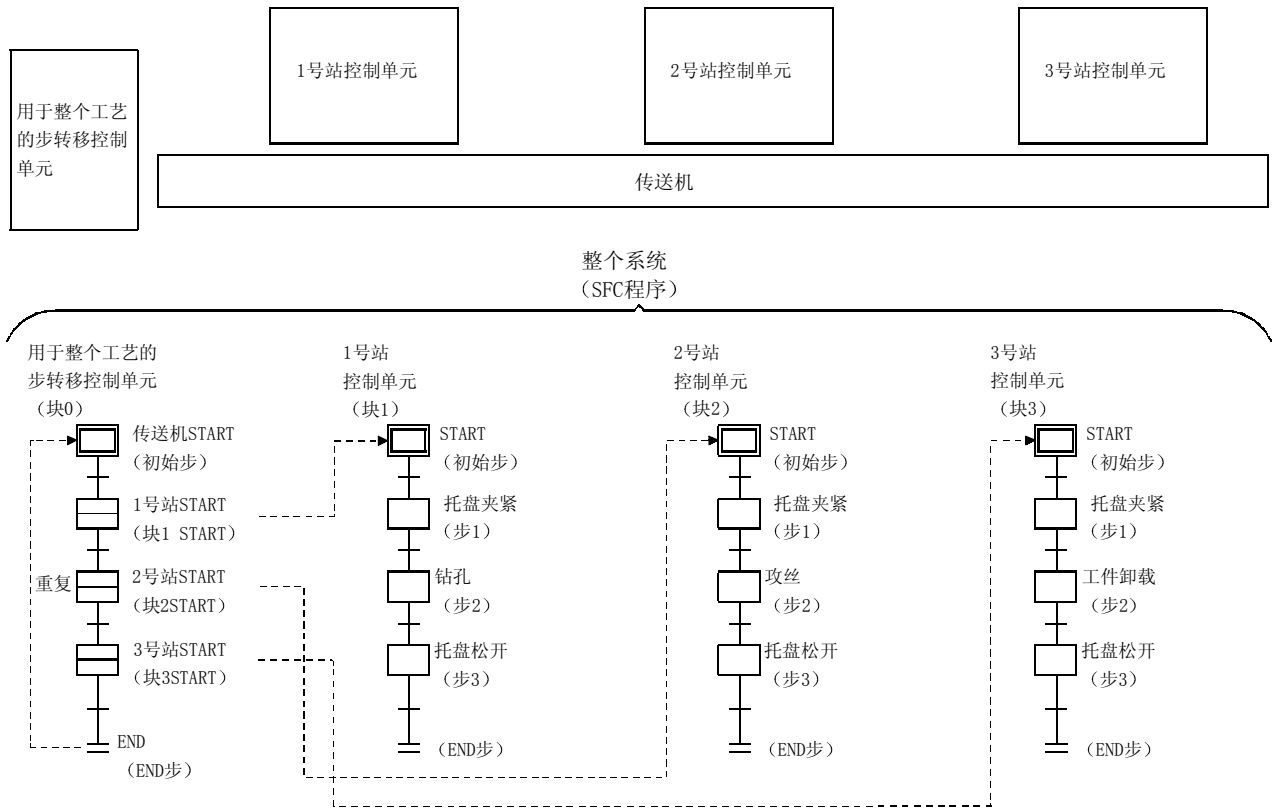 1号站控制单元
2号站控制单元
3号站控制单元
用于整个工艺
的步转移控制
单元
传送机
整个系统
（SFC程序）
用于整个工艺的
步转移控制单元
（块0）
传送机START
（初始步）
1号站START
（块1 START）
重复
2号站START
（块2START）
3号站START
（块3START）
END
（END步）
1号站
控制单元
（块1）
START
（初始步）
托盘夹紧
（步1）
钻孔
（步2）
托盘松开
（步3）
（END步）
2号站
控制单元
（块2）
START
（初始步）
托盘夹紧
（步1）
攻丝
（步2）
托盘松开
（步3）
（END步）
3号站
控制单元
（块3）
START
（初始步）
托盘夹紧
（步1）
工件卸载
（步2）
托盘松开
（步3）
（END步）